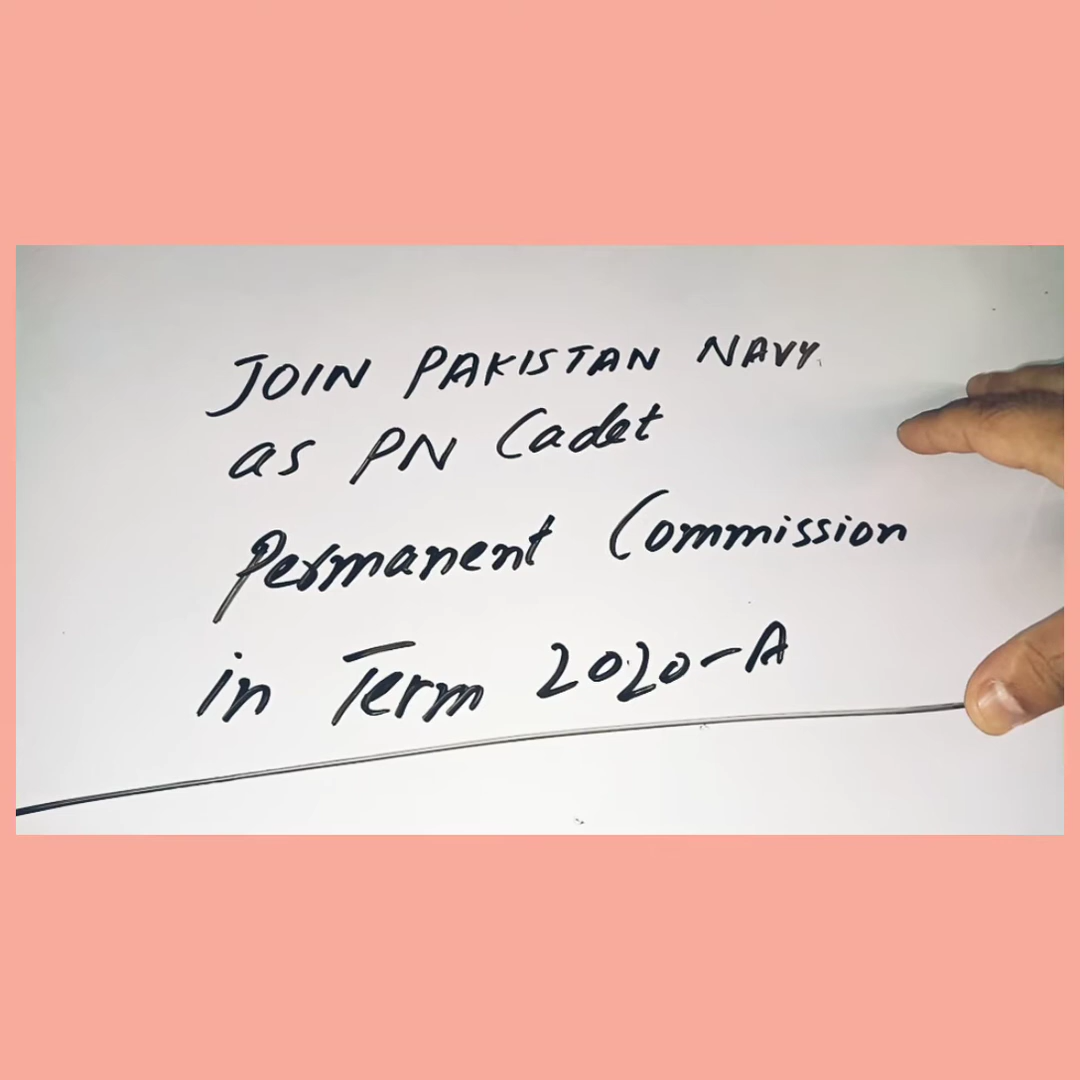 JOIN PAKISTAN NAVY
as PN Cadet
Permanent Commission
in Term 2020-A